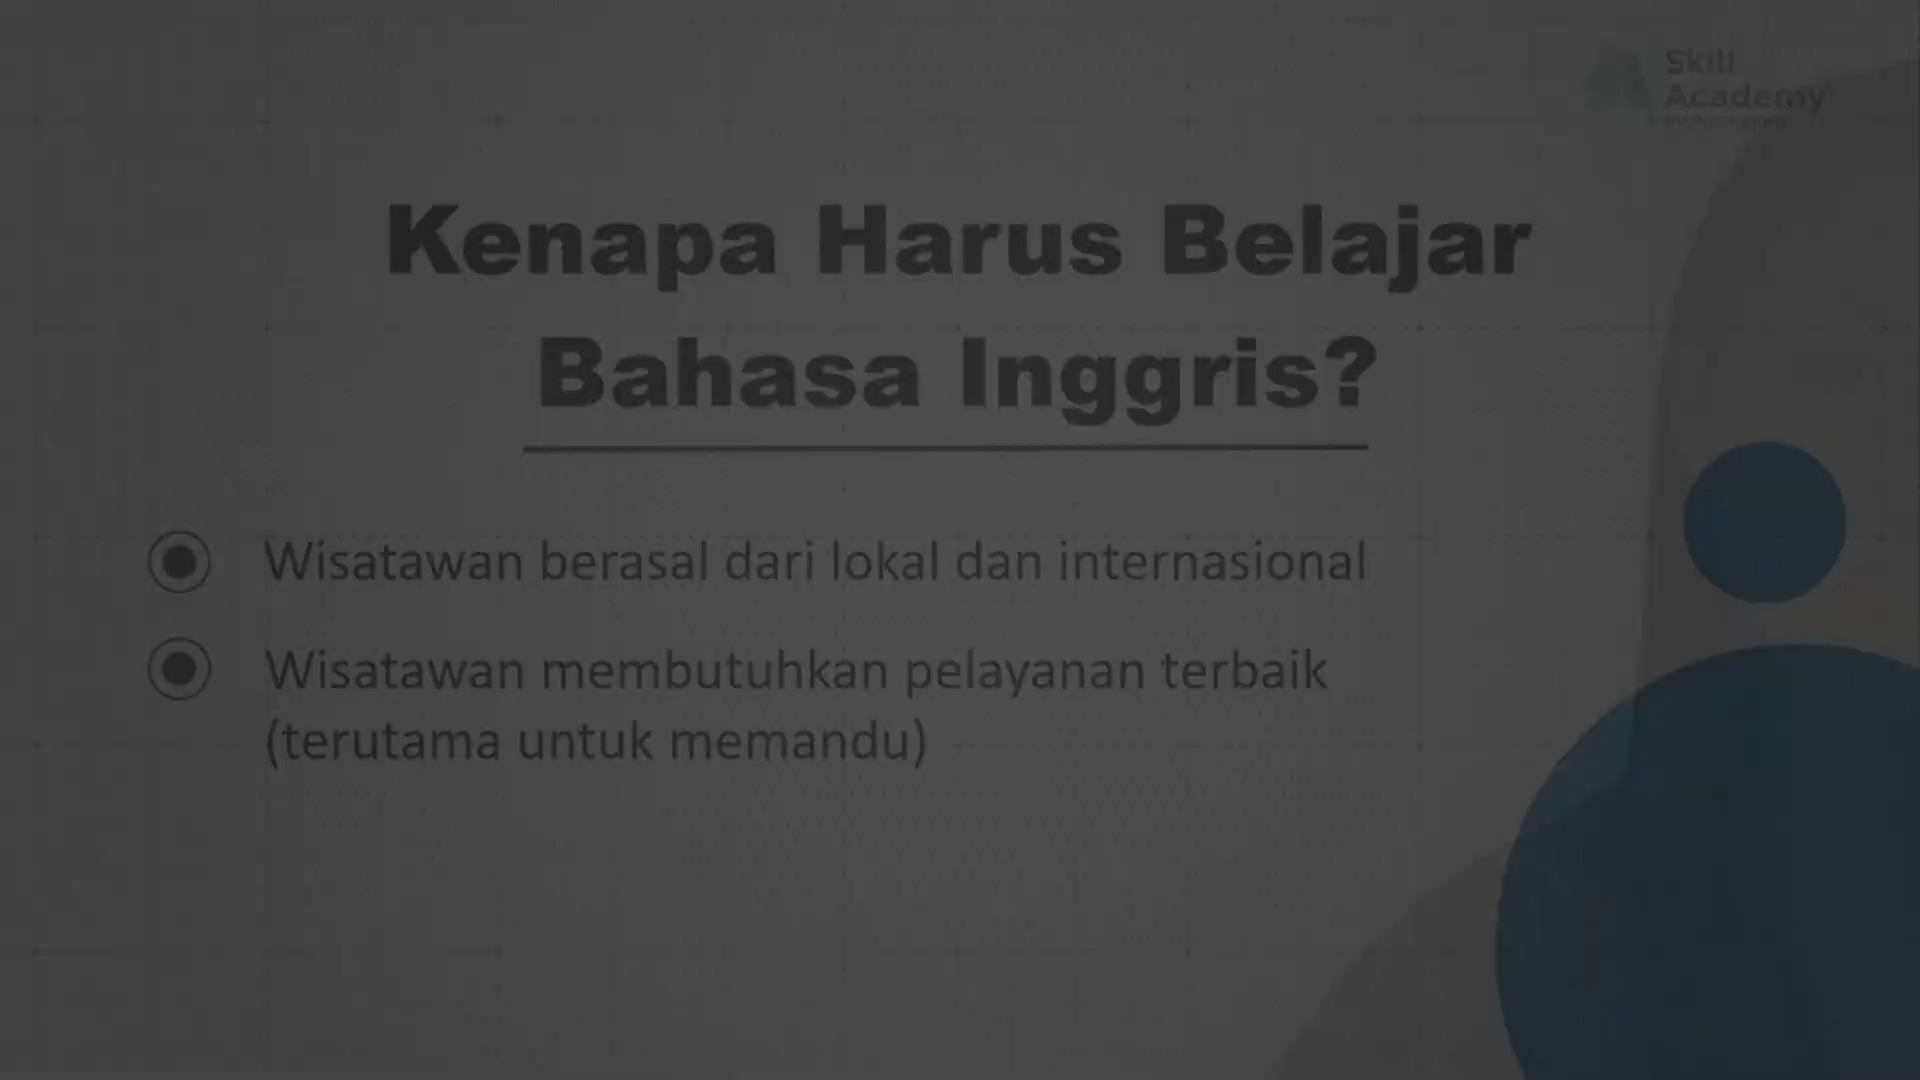 Skill
Academy
Kenapa Harus Belajar
Bahasa Inggris?
Wisatawan berasal dari lokal dan internasional
Wisatawan membutuhkan pelayanan terbaik
(terutama untuk memandu)